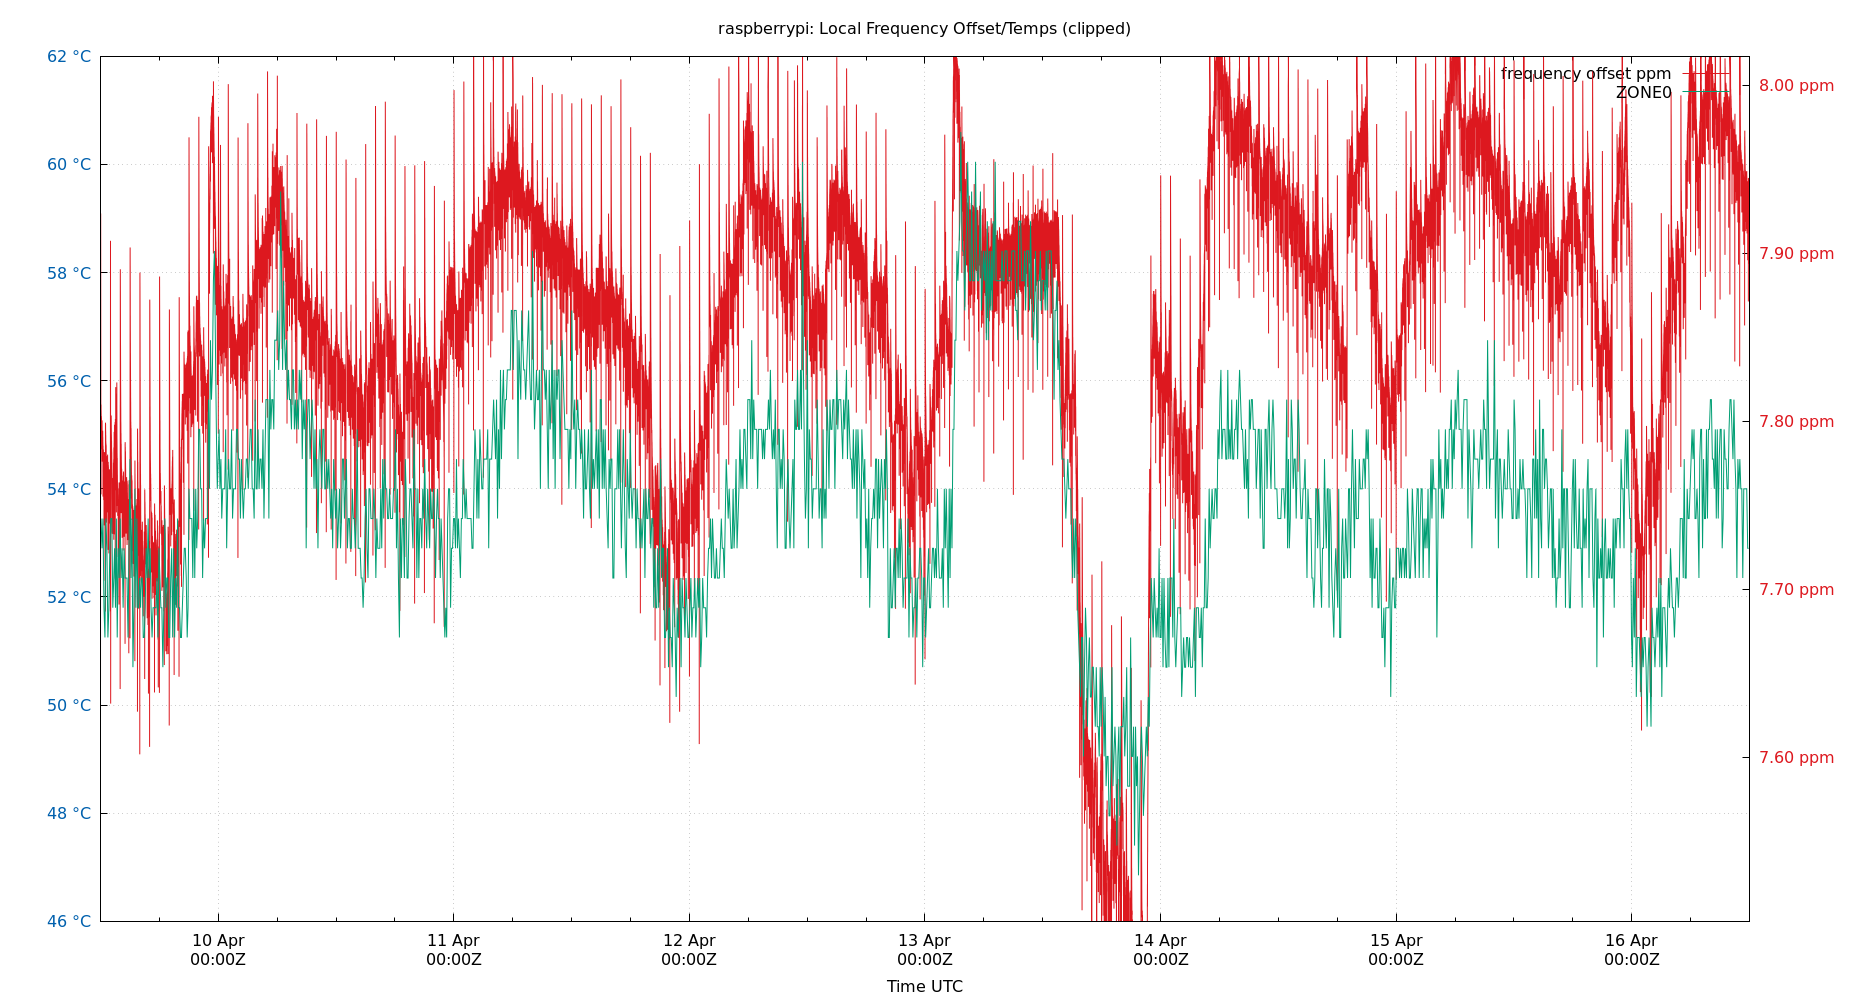 raspberrypi: Local Frequency Offset/Temps (clipped)
62 °C
60 °C
58 °C
56 °C
54 °C
52 °C
50 °C
48 °C
46 °C
frequency offset ppm
ZONE0
8.00 ppm
7.90 ppm
7.80 ppm
7.70 ppm
7.60 ppm
10 Apr
00:00Z
11 Apr
00:00Z
12 Apr
00:00Z
13 Apr
00:00Z
14 Apr
00:00Z
15 Apr
00:00Z
16 Apr
00:00Z
Time UTC